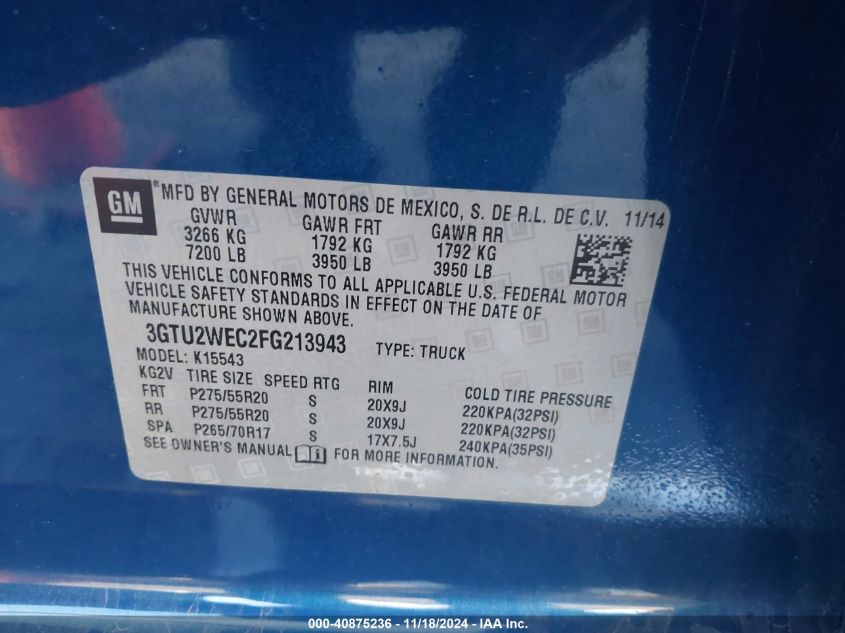 GM *MFD BY GENERAL MOTORS DE MEXICO, S. DE R.L. DE C.V. 11/14
GVWR GAWR FRT GAWR RR
3266 KG 1792 KG 1792 KG
7200 LB 3950 LB 3950 LB
THIS VEHICLE CONFORMS TO ALL APPLICABLE U.S. FEDERAL MOTOR
VEHICLE SAFETY STANDARDS IN EFFECT ON THE DATE OF
MANUFACTURE SHOWN ABOVE.
3GTU2WEC2FG213943 TYPE: TRUCK
MODEL: K15543
KG2V TIRE SIZE SPEED RTG RIM COLD TIRE PRESSURE
FRT P275/55R20 S 20X9J 220KPA(32PSI)
RR P275/55R20 S 20X9J 220KPA(32PSI)
SPA P265/70R17 S 17X7.5J 240KPA(35PSI)
SEE OWNER'S MANUAL FOR MORE INFORMATION.
000-40875236 - 11/18/2024 - IAA Inc.